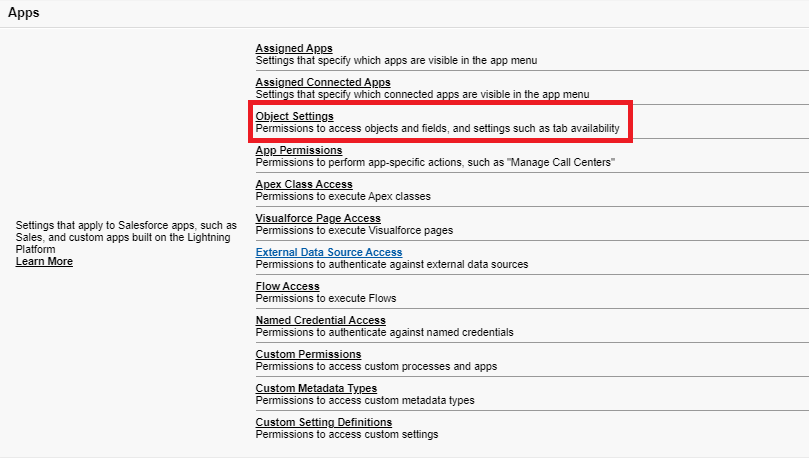 Apps
Assigned Apps
Settings that specify which apps are visible in the app menu
Assigned Connected Apps
Settings that specify which connected apps are visible in the app menu
Object Settings
Permissions to access objects and fields, and settings such as tab availability
App Permissions
Permissions to perform app-specific actions, such as "Manage Call Centers"
Apex Class Access
Permissions to execute Apex classes
Visualforce Page Access
Permissions to execute Visualforce pages
External Data Source Access
Permissions to authenticate against external data sources
Flow Access
Permissions to execute Flows
Named Credential Access
Permissions to authenticate against named credentials
Custom Permissions
Permissions to access custom processes and apps
Custom Metadata Types
Permissions to access custom metadata types
Custom Setting Definitions
Permissions to access custom settings
Settings that apply to Salesforce apps, such as
Sales, and custom apps built on the Lightning
Platform
Learn More